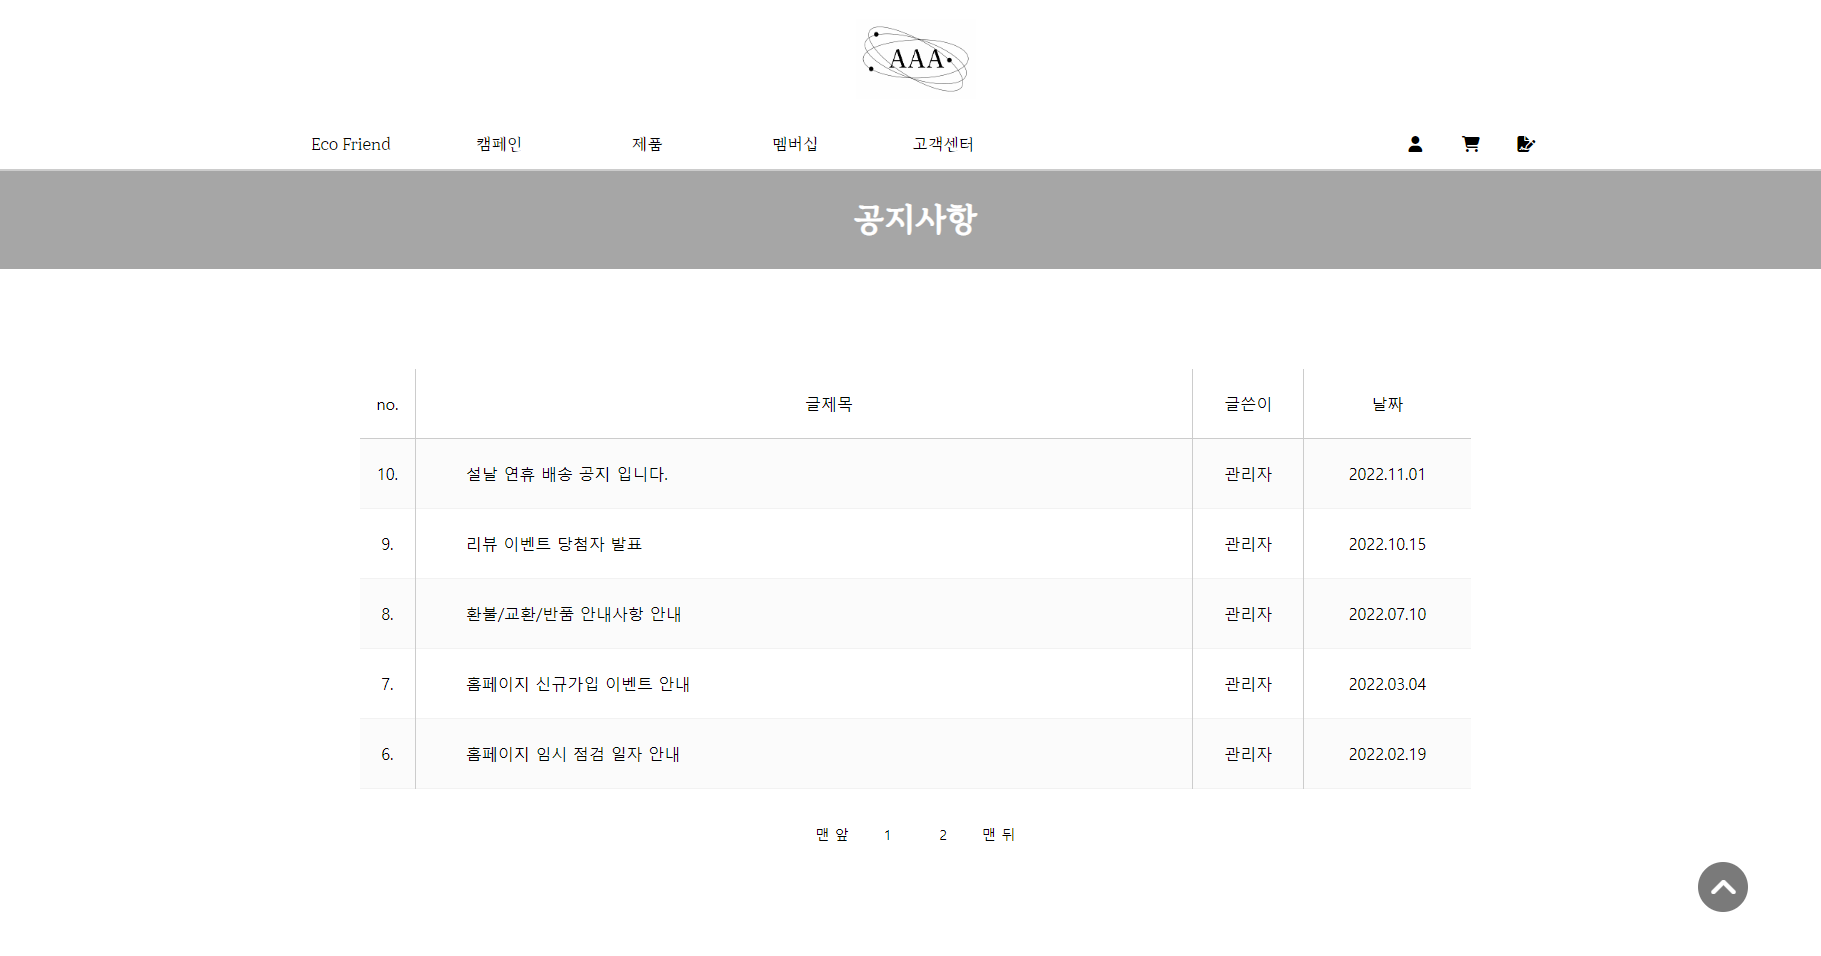 AAA
Eco Friend 캠페인 제품 멤버십 고객센터
공지사항
no. 글제목 글쓴이 날짜
10. 설날 연휴 배송 공지 입니다. 관리자 2022.11.01
9. 리뷰 이벤트 당첨자 발표 관리자 2022.10.15
8. 환불/교환/반품 안내사항 안내 관리자 2022.07.10
7. 홈페이지 신규가입 이벤트 안내 관리자 2022.03.04
6. 홈페이지 임시 점검 일자 안내 관리자 2022.02.19
맨 앞 1 2 맨 뒤